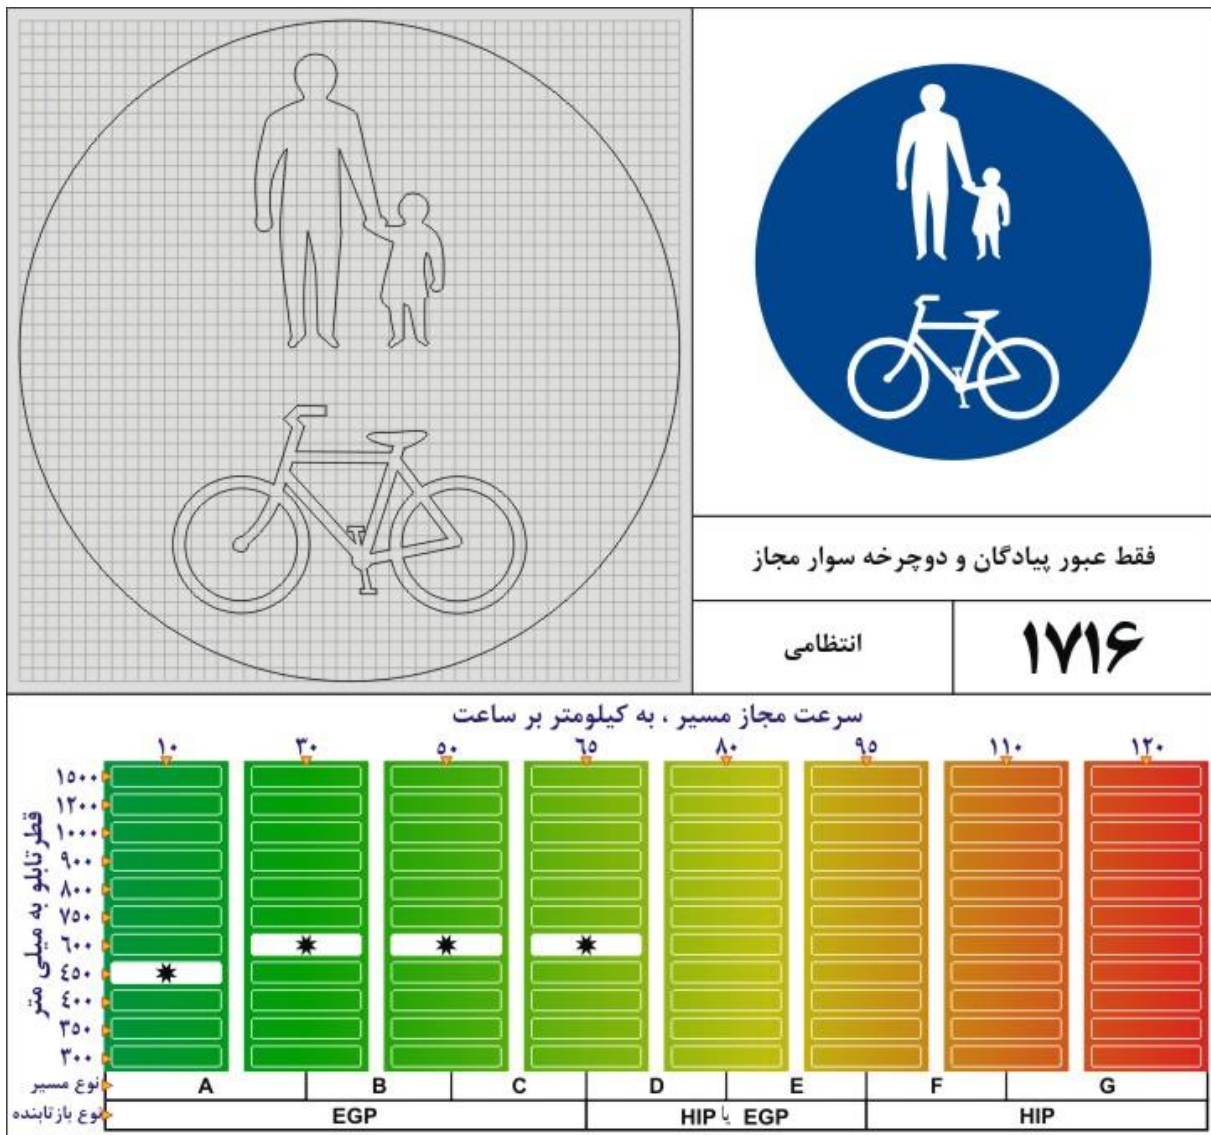 فقط عبور پیادگان و دوچرخه سوار مجاز
۱۷۱۶
انتظامی
سرعت مجاز مسیر ، به کیلومتر بر ساعت
۱۰ ۳۰ ۵۰ ۶۵ ۸۰ ۹۵ ۱۱۰ ۱۲۰
قطر تابلو به میلی متر
۱۵۰۰
۱۲۰۰
۱۰۰۰
۹۰۰
۸۰۰
۷۵۰
۶۰۰
٤۵۰
٤۰۰
۳۵۰
۳۰۰
نوع مسیر A B C D E F G
نوع بازتابنده EGP HIP یا EGP HIP